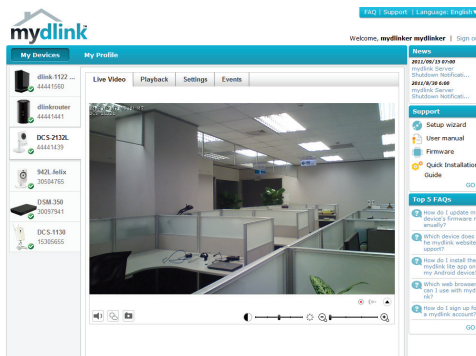 FAQ | Support | Language: English
mydlink
Welcome, mydlinker mydlinker | Sign o
My Devices
My Profile
dlink-1122 ...
44441560
dlinkrouter
44441441
DCS-2132L
44441439
942L-felix
30504765
DSM-350
30097941
DCS-1130
15305655
Live Video
Playback
Settings
Events
News
2011/09/15 07:00
mydlink Server
Shutdown Notificati...
2011/8/30 6:00
mydlink Server
Shutdown Notificati...
Support
Setup wizard
User manual
Firmware
Quick Installation
Guide
GO
Top 5 FAQs
How do I update m
device's firmware m
anually?
Which device does
he mydlink website
upport?
How do I install the
mydlink lite app on
my Android device?
Which web browser
can I use with myd
nk?
How do I sign up fo
a mydlink account?
GO